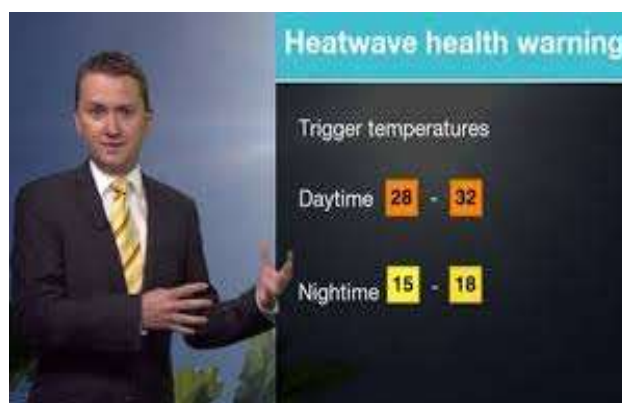 Heatwave health warning
Trigger temperatures
Daytime 28 - 32
Nightime 15 - 18